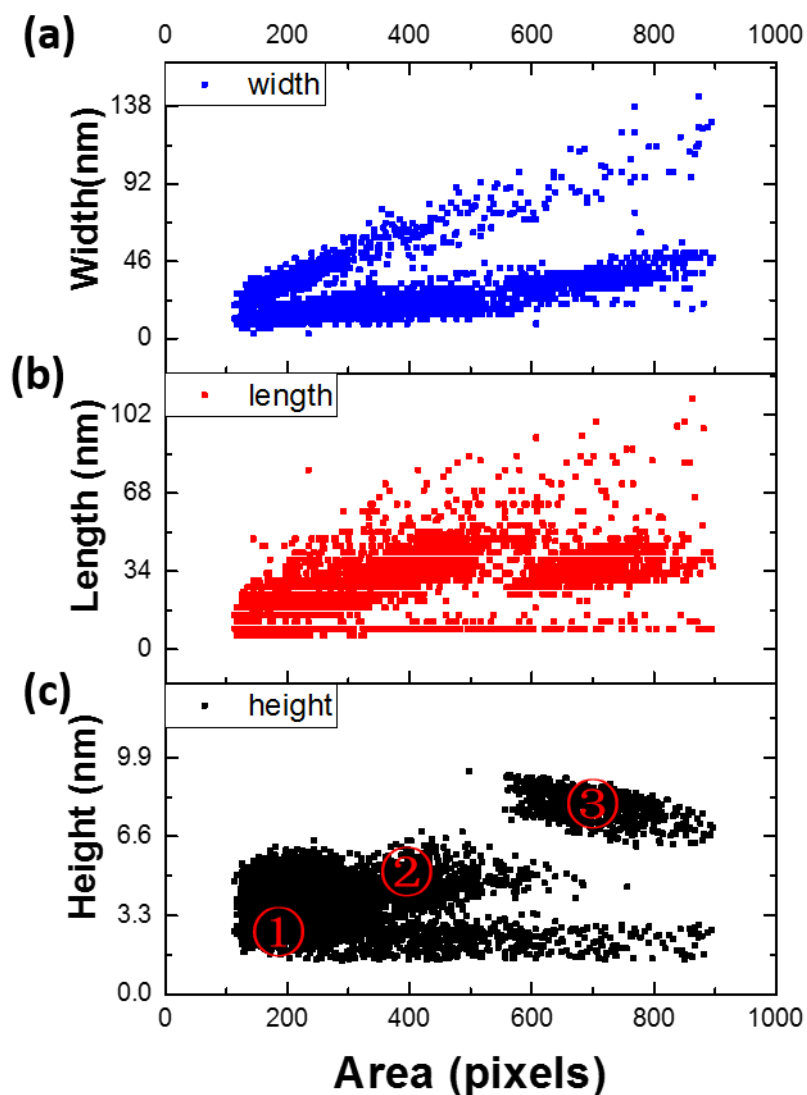 (a)
0 200 400 600 800 1000
width
138
92
46
0
Width(nm)
(b)
length
102
68
34
0
Length (nm)
(c)
height
9.9
6.6
3.3
0.0
Height (nm)
①
②
③
0 200 400 600 800 1000
Area (pixels)